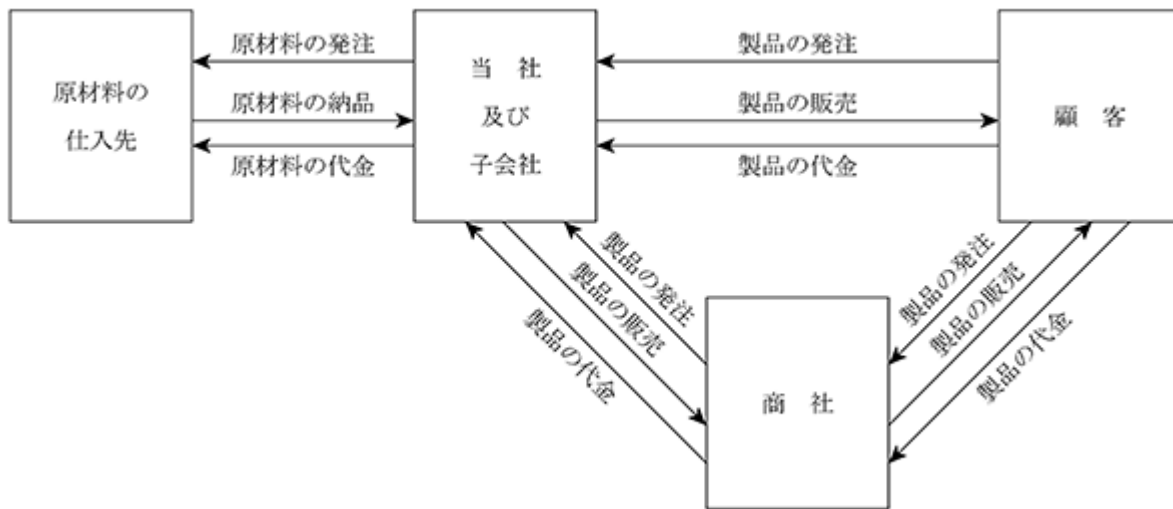 原材料の
仕入先
原材料の発注
原材料の納品
原材料の代金
当 社
及び
子会社
製品の発注
製品の販売
製品の代金
顧 客
製品の発注
製品の販売
製品の代金
商 社
製品の発注
製品の販売
製品の代金